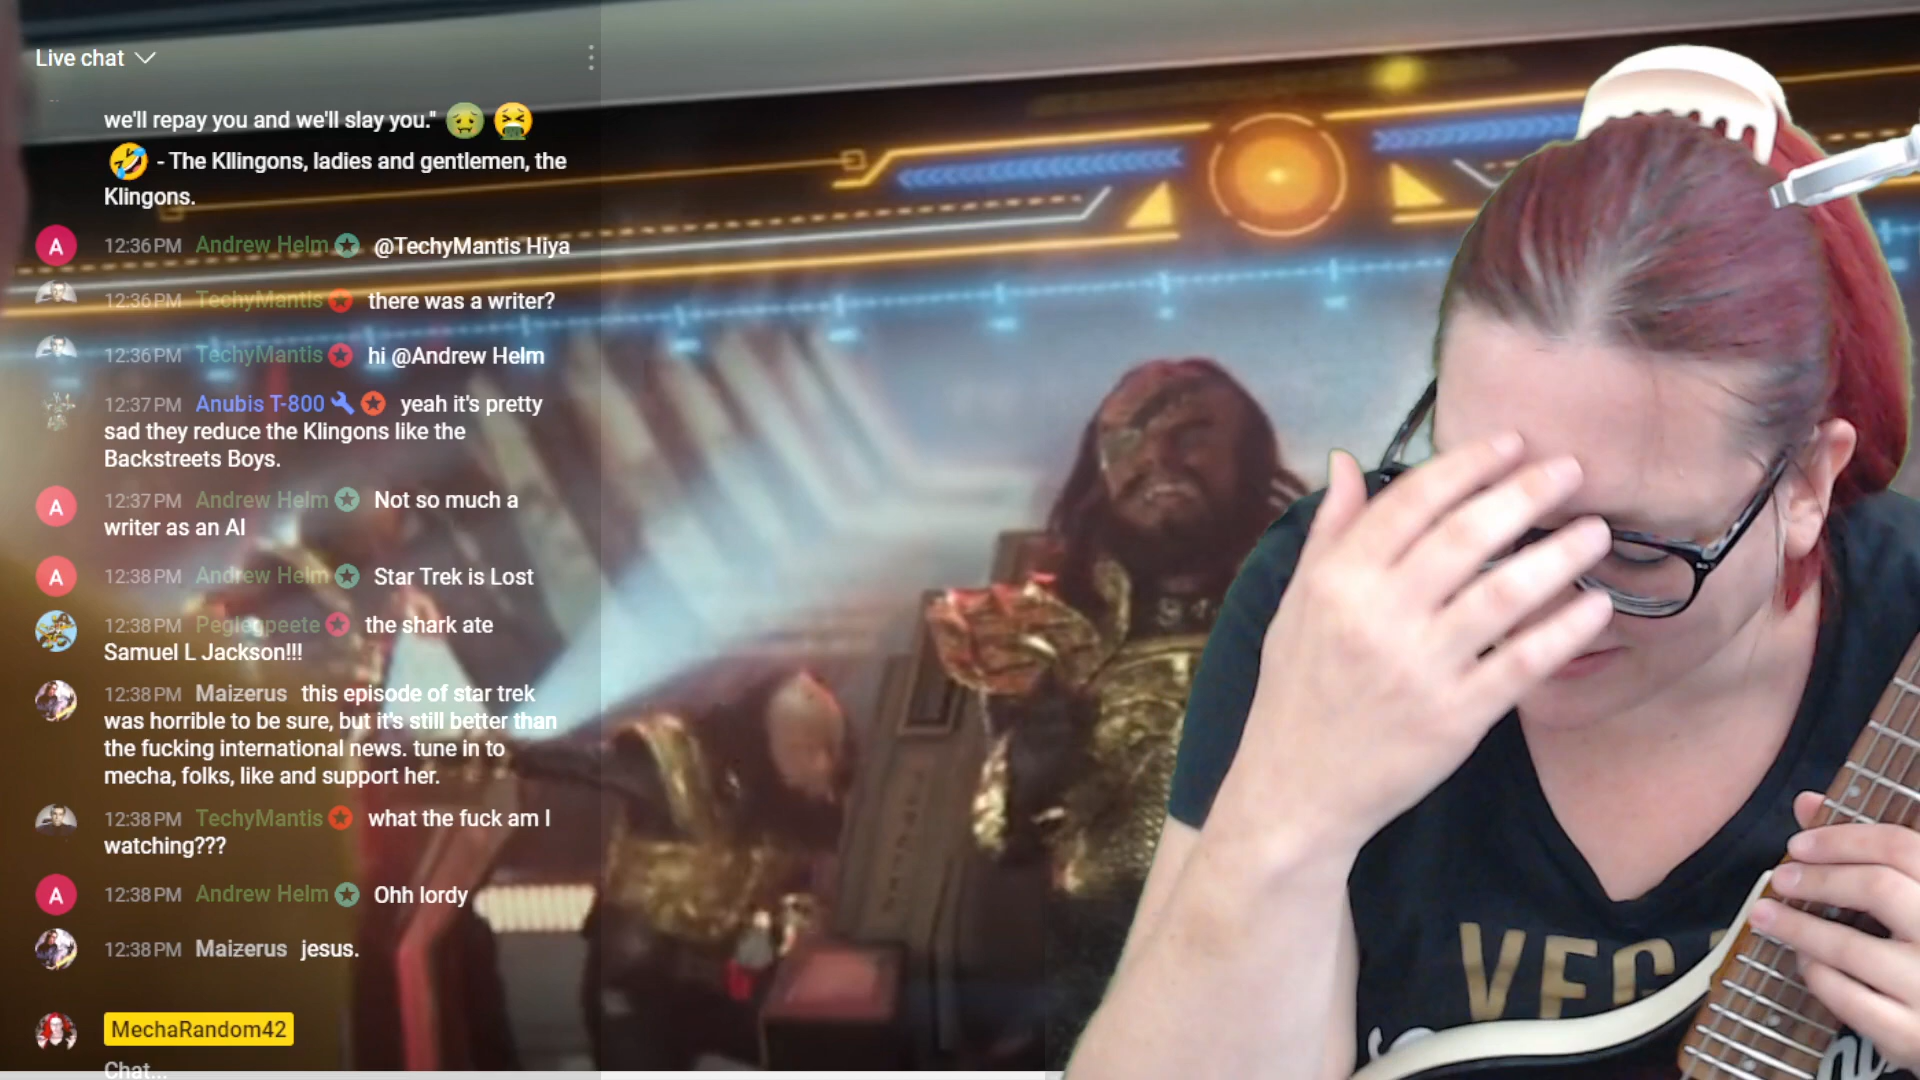 Live chat
we'll repay you and we'll slay you."
- The Kllingons, ladies and gentlemen, the
Klingons.
A 12:36 PM Andrew Helm @TechyMantis Hiya
12:36 PM TechyMantis there was a writer?
12:36 PM TechyMantis hi @Andrew Helm
12:37 PM Anubis T-800 yeah it's pretty
sad they reduce the Klingons like the
Backstreets Boys.
A 12:37 PM Andrew Helm Not so much a
writer as an AI
A 12:38 PM Andrew Helm Star Trek is Lost
12:38 PM Peglegpeete the shark ate
Samuel L Jackson!!!
12:38 PM Maizerus this episode of star trek
was horrible to be sure, but it's still better than
the fucking international news. tune in to
mecha, folks, like and support her.
12:38 PM TechyMantis what the fuck am I
watching???
A 12:38 PM Andrew Helm Ohh lordy
12:38 PM Maizerus jesus.
MechaRandom42
Chat...